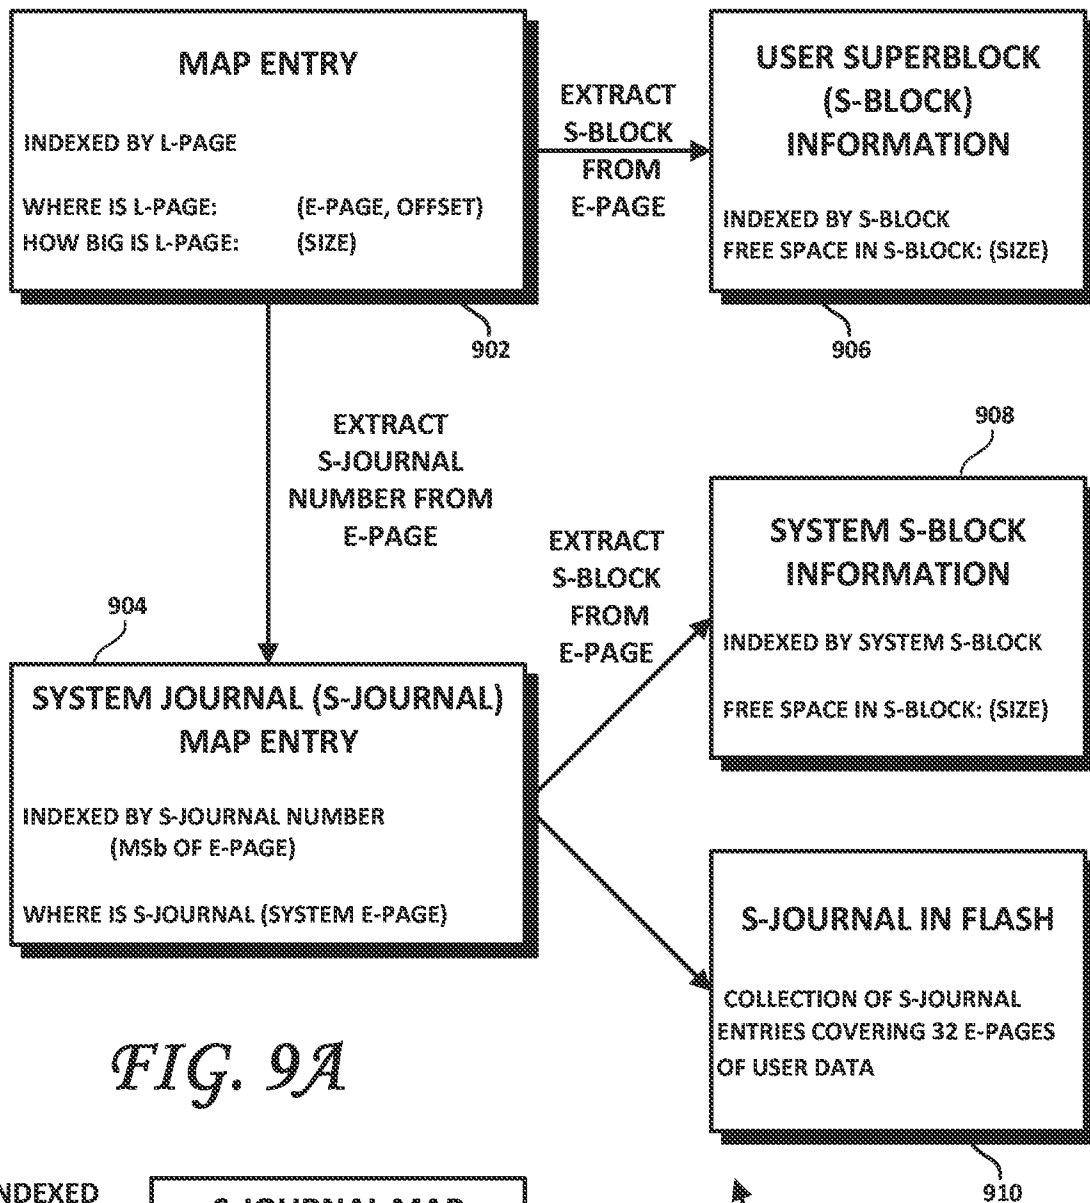 MAP ENTRY
INDEXED BY L-PAGE
WHERE IS L-PAGE: (E-PAGE, OFFSET)
HOW BIG IS L-PAGE: (SIZE)
902
EXTRACT
S-BLOCK
FROM
E-PAGE
USER SUPERBLOCK
(S-BLOCK)
INFORMATION
INDEXED BY S-BLOCK
FREE SPACE IN S-BLOCK: (SIZE)
906
EXTRACT
S-JOURNAL
NUMBER FROM
E-PAGE
904
SYSTEM JOURNAL (S-JOURNAL)
MAP ENTRY
INDEXED BY S-JOURNAL NUMBER
(MSb OF E-PAGE)
WHERE IS S-JOURNAL (SYSTEM E-PAGE)
EXTRACT
S-BLOCK
FROM
E-PAGE
908
SYSTEM S-BLOCK
INFORMATION
INDEXED BY SYSTEM S-BLOCK
FREE SPACE IN S-BLOCK: (SIZE)
S-JOURNAL IN FLASH
COLLECTION OF S-JOURNAL
ENTRIES COVERING 32 E-PAGES
OF USER DATA
910
FIG. 9A
NDEXED
S-JOURNAL MAP